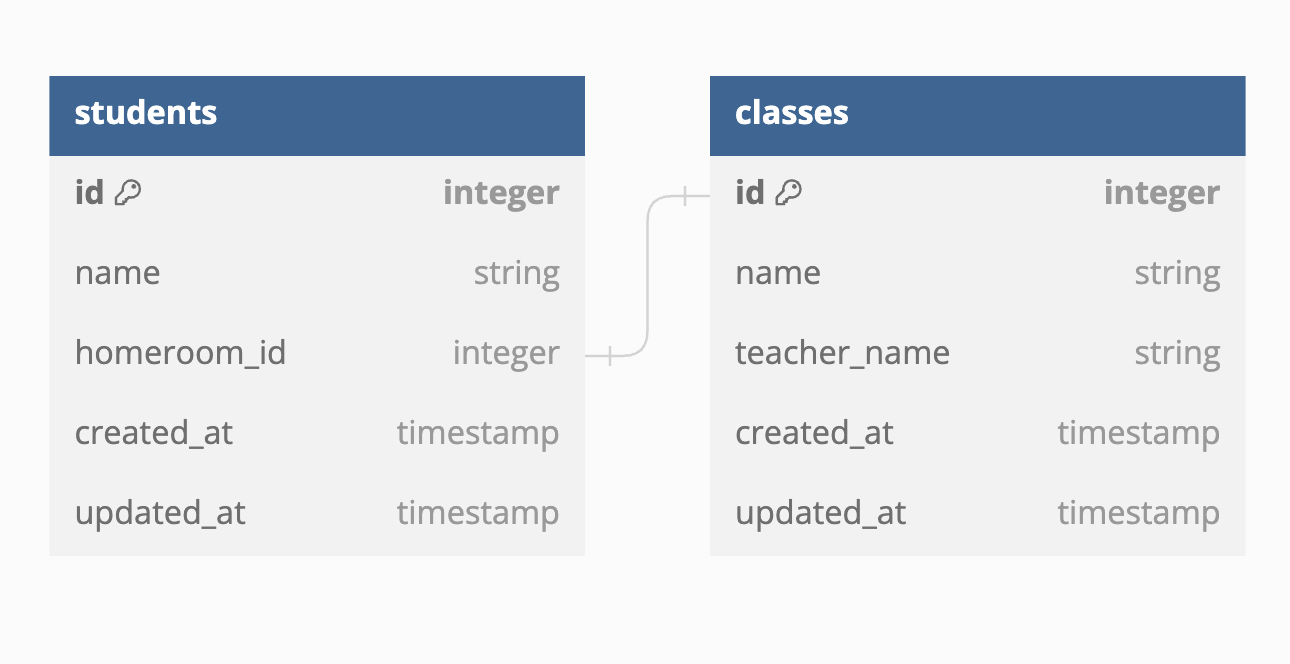 students
id integer
name string
homeroom_id integer
created_at timestamp
updated_at timestamp
classes
id integer
name string
teacher_name string
created_at timestamp
updated_at timestamp